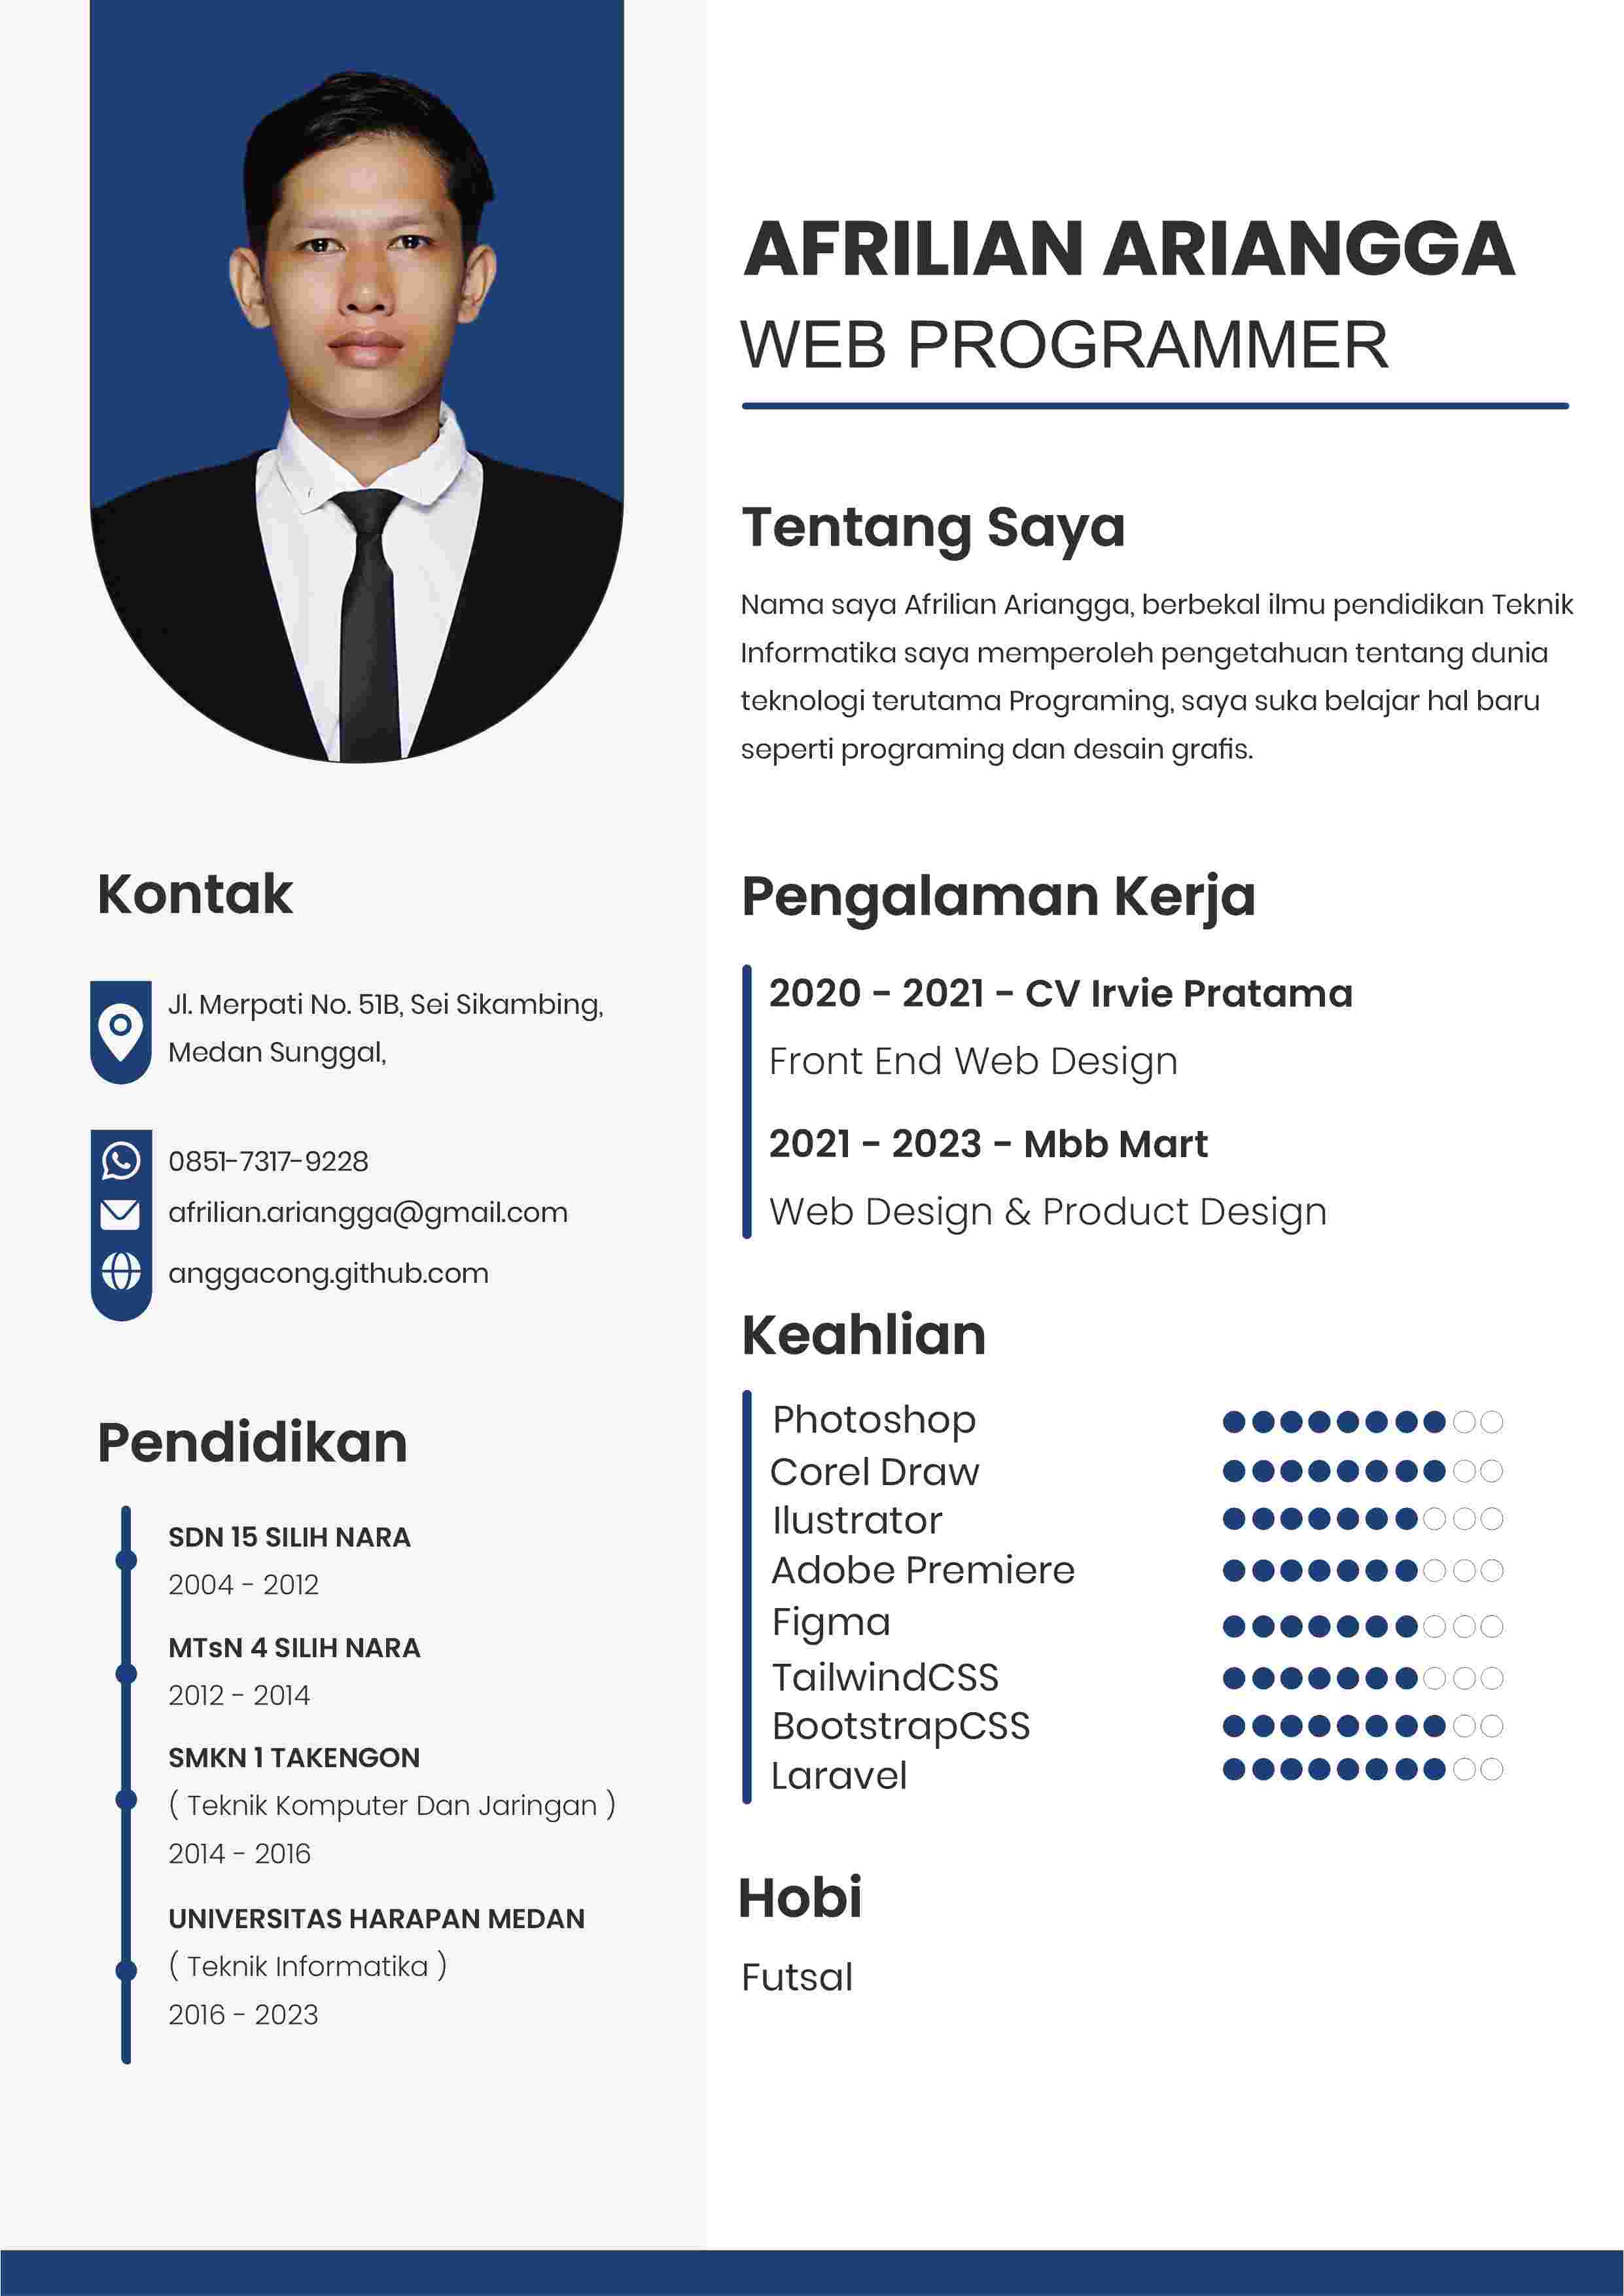 AFRILIAN ARIANGGA
WEB PROGRAMMER
Tentang Saya
Nama saya Afrilian Ariangga, berbekal ilmu pendidikan Teknik
Informatika saya memperoleh pengetahuan tentang dunia
teknologi terutama Programing, saya suka belajar hal baru
seperti programing dan desain grafis.
Kontak
Jl. Merpati No. 51B, Sei Sikambing,
Medan Sunggal,
0851-7317-9228
afrilian.ariangga@gmail.com
anggacong.github.com
Pendidikan
SDN 15 SILIH NARA
2004 - 2012
MTsN 4 SILIH NARA
2012 - 2014
SMKN 1 TAKENGON
( Teknik Komputer Dan Jaringan )
2014 - 2016
UNIVERSITAS HARAPAN MEDAN
( Teknik Informatika )
2016 - 2023
Pengalaman Kerja
2020 - 2021 - CV Irvie Pratama
Front End Web Design
2021 - 2023 - Mbb Mart
Web Design & Product Design
Keahlian
Photoshop
Corel Draw
Ilustrator
Adobe Premiere
Figma
TailwindCSS
BootstrapCSS
Laravel
Hobi
Futsal